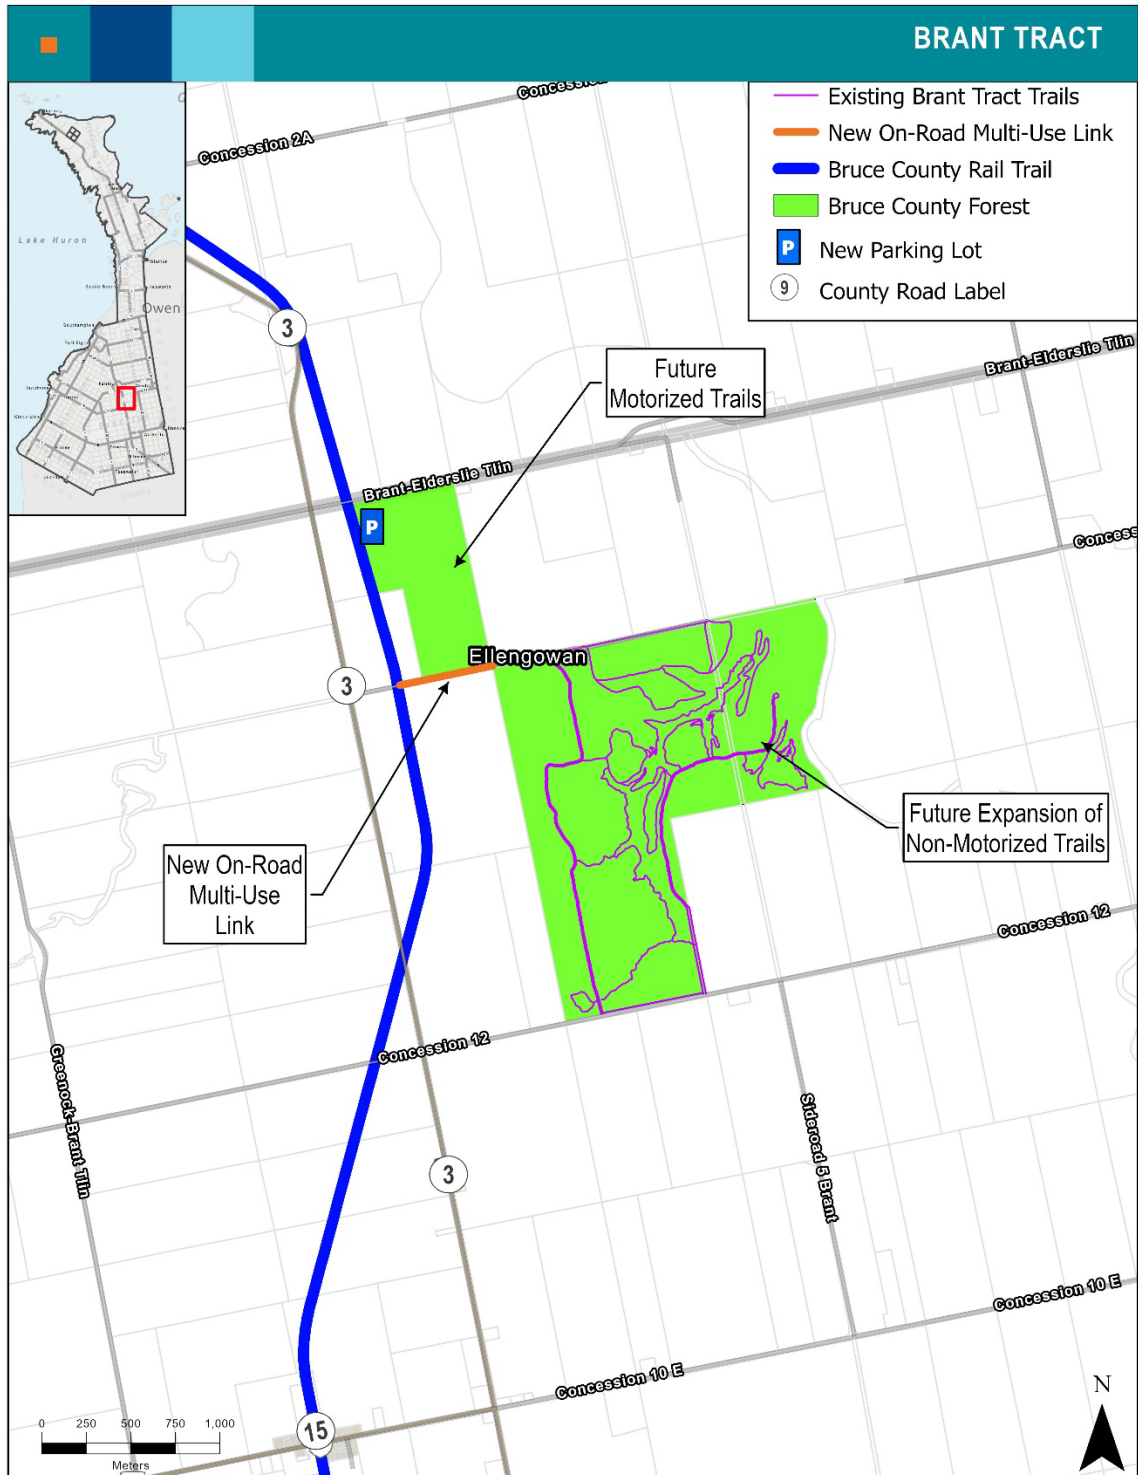 BRANT TRACT
Existing Brant Tract Trails
New On-Road Multi-Use Link
Bruce County Rail Trail
Bruce County Forest
P
New Parking Lot
9
County Road Label
Lake Huron
Owen
Concession 2A
3
Future
Motorized Trails
Brant-Elderslie Tlin
Brant-Elderslie Tlin
P
Ellengowan
3
New On-Road
Multi-Use
Link
Future Expansion of
Non-Motorized Trails
Concession 12
Concession 12
Greenock-Brant Tlin
Sideroad 5 Brant
3
Concession 10 E
Concession 10 E
15
N
0 250 500 750 1,000
Meters